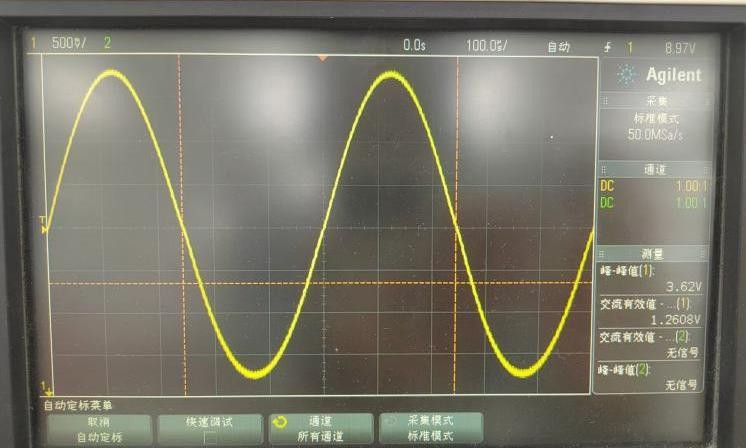 1 500▽/ 2 0.0s 100.0▽/ 自动 1 8.97V
Agilent
采集
标准模式
50.0MSa/s
通道
DC 1.00:1
DC 1.00:1
测量
峰-峰值(1):
3.62V
交流有效值 - ...(1):
1.2608V
交流有效值 - ...(2):
无信号
峰-峰值(2):
无信号
T
1
自动定标菜单
取消
自动定标
快速调试
通道
所有通道
采集模式
标准模式